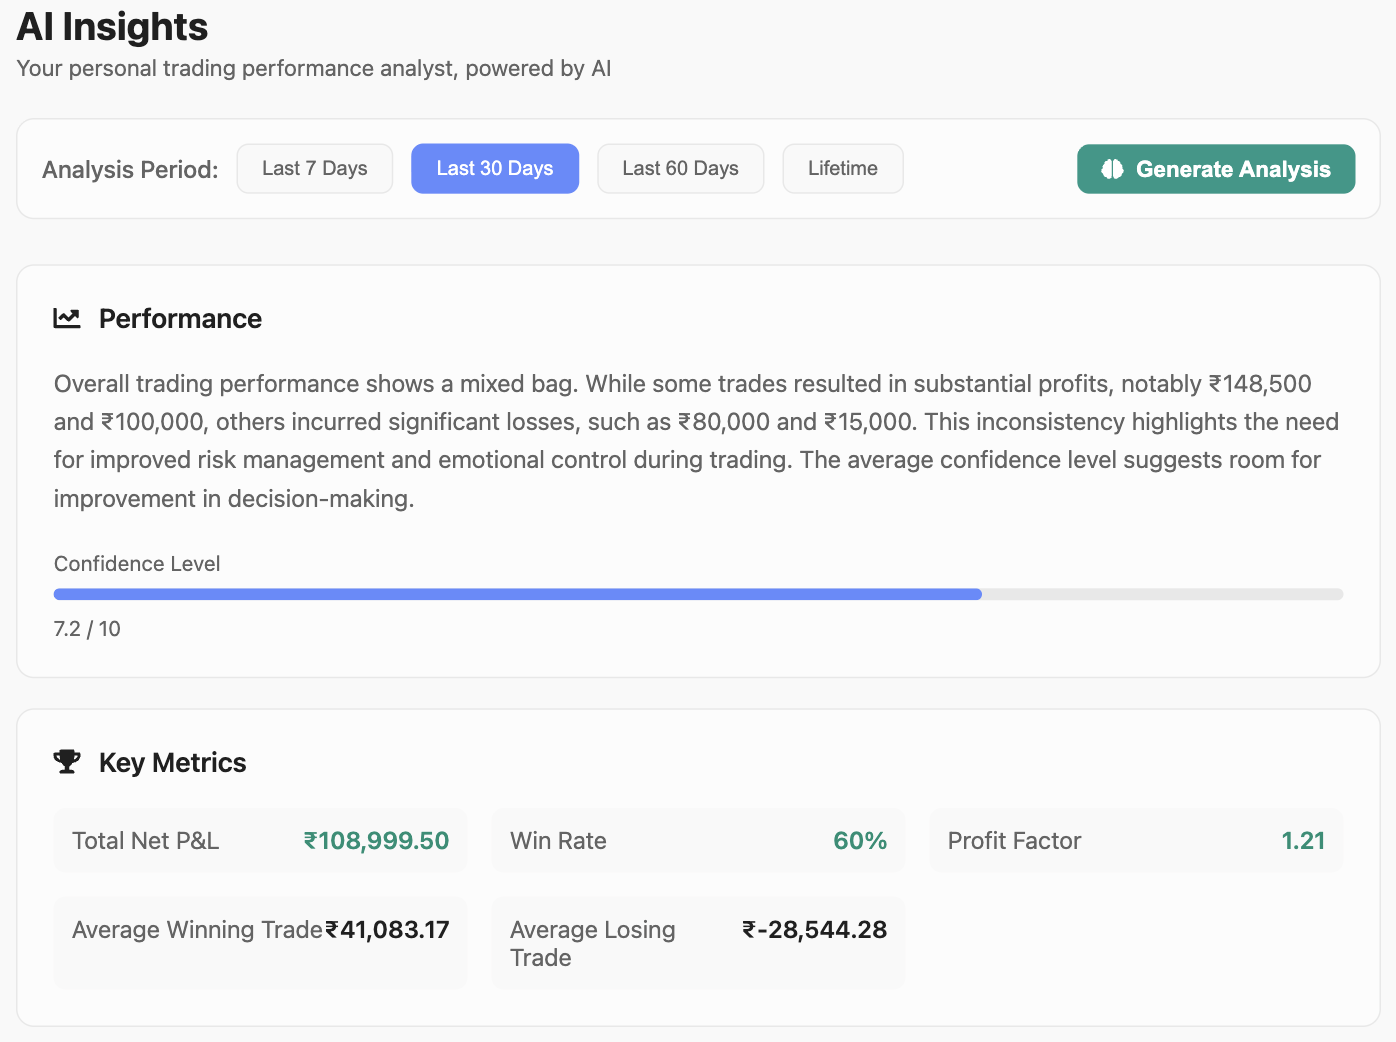 AI Insights
Your personal trading performance analyst, powered by AI
Analysis Period:
Last 7 Days
Last 30 Days
Last 60 Days
Lifetime
Generate Analysis
Performance
Overall trading performance shows a mixed bag. While some trades resulted in substantial profits, notably ₹148,500
and ₹100,000, others incurred significant losses, such as ₹80,000 and ₹15,000. This inconsistency highlights the need
for improved risk management and emotional control during trading. The average confidence level suggests room for
improvement in decision-making.
Confidence Level
7.2 / 10
Key Metrics
Total Net P&L ₹108,999.50
Win Rate 60%
Profit Factor 1.21
Average Winning Trade ₹41,083.17
Average Losing ₹-28,544.28
Trade